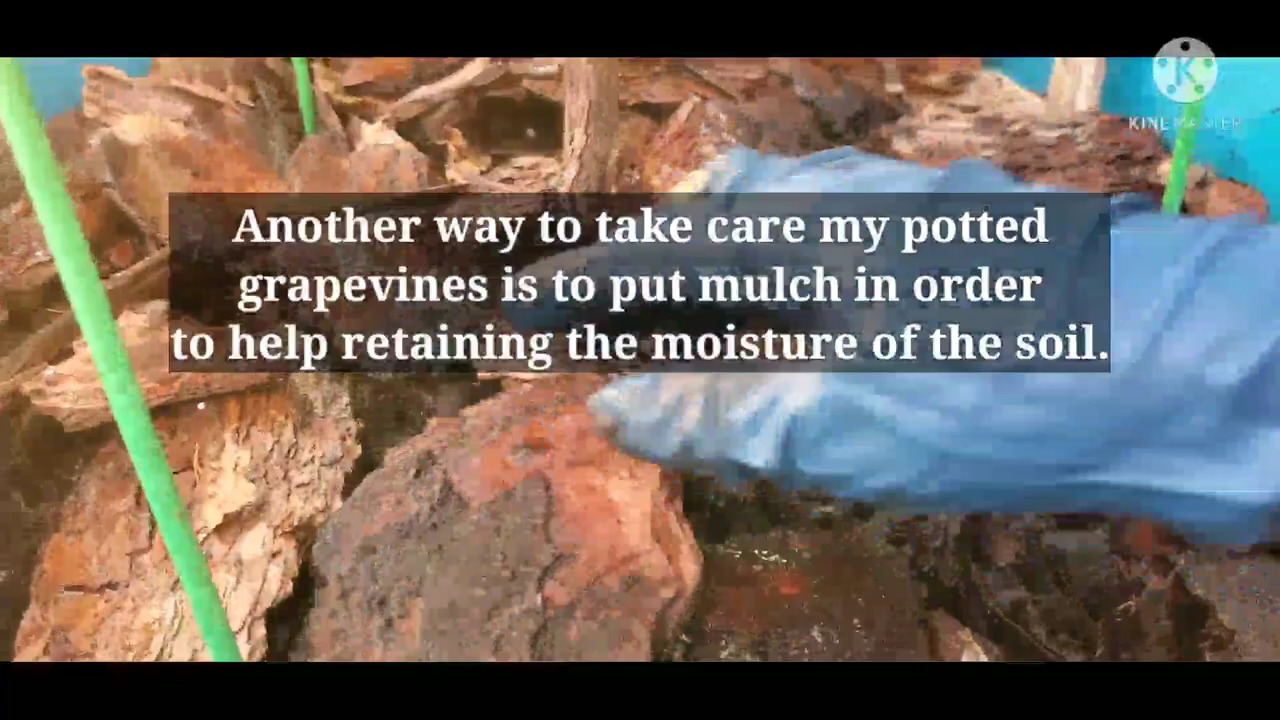 KINEMASTER
Another way to take care my potted
grapevines is to put mulch in order
to help retaining the moisture of the soil.